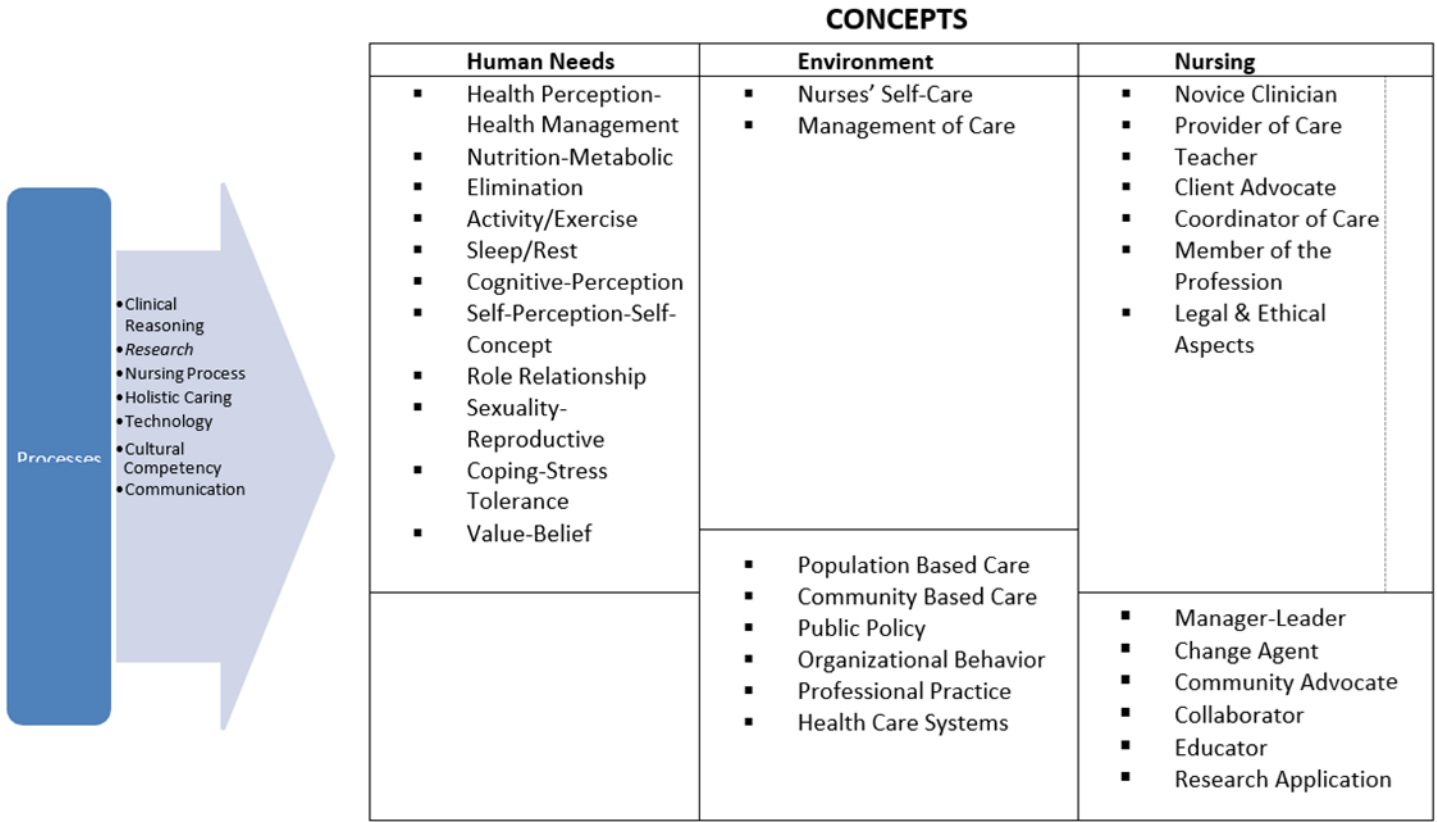 CONCEPTS
Human Needs
▪ Health Perception-
Health Management
▪ Nutrition-Metabolic
▪ Elimination
▪ Activity/Exercise
▪ Sleep/Rest
▪ Cognitive-Perception
▪ Self-Perception-Self-
Concept
▪ Role Relationship
▪ Sexuality-
Reproductive
▪ Coping-Stress
Tolerance
▪ Value-Belief
Environment
▪ Nurses’ Self-Care
▪ Management of Care
▪ Population Based Care
▪ Community Based Care
▪ Public Policy
▪ Organizational Behavior
▪ Professional Practice
▪ Health Care Systems
Nursing
▪ Novice Clinician
▪ Provider of Care
▪ Teacher
▪ Client Advocate
▪ Coordinator of Care
▪ Member of the
Profession
▪ Legal & Ethical
Aspects
▪ Manager-Leader
▪ Change Agent
▪ Community Advocate
▪ Collaborator
▪ Educator
▪ Research Application
Processes
•Clinical
Reasoning
•Research
•Nursing Process
•Holistic Caring
•Technology
•Cultural
Competency
•Communication